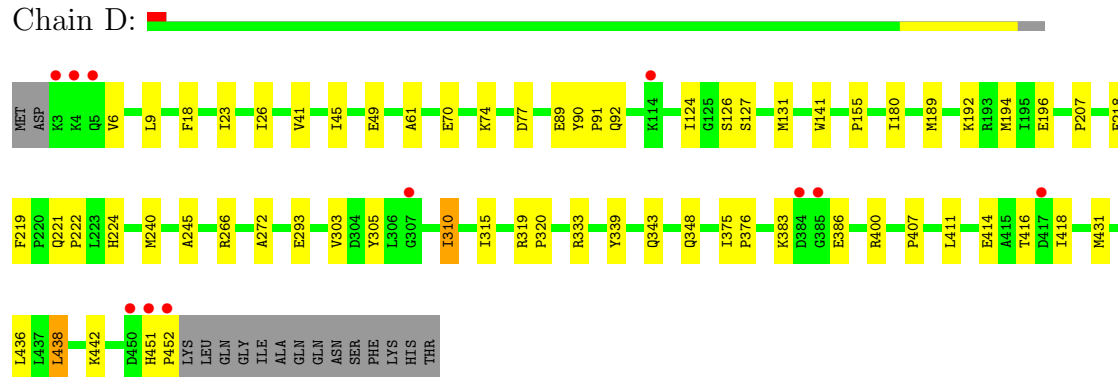 Chain D:
MET ASP K3 K4 Q5 V6 L9 F18 I23 I26 V41 I45 E49 A61 E70 K74 D77 E89 Y90 P91 Q92 K114 I124 G125 S126 S127 M131 W141 P155 I180 M189 K192 R193 M194 I195 E196 P207
F219 P220 Q221 P222 L223 H224 M240 A245 R266 A272 E293 V303 D304 Y305 L306 G307 I310 I315 R319 P320 R333 Y339 Q343 Q348 I375 P376 K383 D384 G385 E386 R400 P407 L411 E414 A415 T416 D417 I418 M431
L436 L437 L438 K442 D450 H451 P452 LYS LEU GLN GLY ILE ALA GLN GLN ASN SER PHE LYS HIS THR